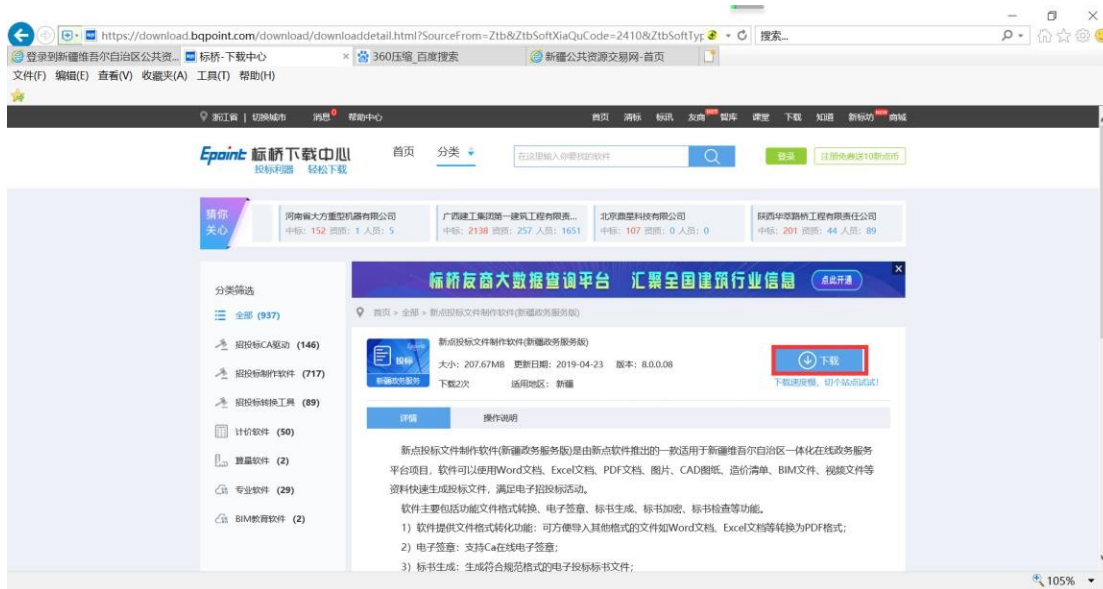 https://download.bqpoint.com/download/downloaddetail.html?SourceFrom=Ztb&ZtbSoftXiaQuCode=2410&ZtbSoftTyp
搜索...
登录到新疆维吾尔自治区公共资...
标桥-下载中心
360压缩_百度搜索
新疆公共资源交易网-首页
文件(F) 编辑(E) 查看(V) 收藏夹(A) 工具(T) 帮助(H)
浙江省 | 切换城市 消息 0 帮助中心
首页 清标 标讯 友商 智库 课堂 下载 知道 新标坊 商城
Epoint 标桥下载中心
投标利器 轻松下载
首页 分类
在这里输入你要找的软件
登录
注册免费送10新点币
猜你关心
河南省大方重型机器有限公司
中标: 152 资质: 1 人员: 5
广西建工集团第一建筑工程有限责...
中标: 2138 资质: 257 人员: 1651
北京鼎星科技有限公司
中标: 107 资质: 0 人员: 0
陕西华萃路桥工程有限责任公司
中标: 201 资质: 44 人员: 89
分类筛选
全部 (937)
招投标CA驱动 (146)
招投标制作软件 (717)
招投标转换工具 (89)
计价软件 (50)
算量软件 (2)
专业软件 (29)
BIM教育软件 (2)
标桥友商大数据查询平台 汇聚全国建筑行业信息 点此开通
首页 > 全部 > 新点投标文件制作软件(新疆政务服务版)
投标
新疆政务服务
新点投标文件制作软件(新疆政务服务版)
大小: 207.67MB 更新日期: 2019-04-23 版本: 8.0.0.08
下载2次 适用地区: 新疆
下载
下载速度慢, 切个站点试试!
详情 操作说明
新点投标文件制作软件(新疆政务服务版)是由新点软件推出的一款适用于新疆维吾尔自治区一体化在线政务服务
平台项目, 软件可以使用Word文档、Excel文档、PDF文档、图片、CAD图纸、造价清单、BIM文件、视频文件等
资料快速生成投标文件, 满足电子招投标活动。
软件主要包括功能文件格式转换、电子签章、标书生成、标书加密、标书检查等功能。
1) 软件提供文件格式转化功能: 可方便导入其他格式的文件如Word文档、Excel文档等转换为PDF格式;
2) 电子签章: 支持Ca在线电子签章;
3) 标书生成: 生成符合规范格式的电子投标标书文件;
105%